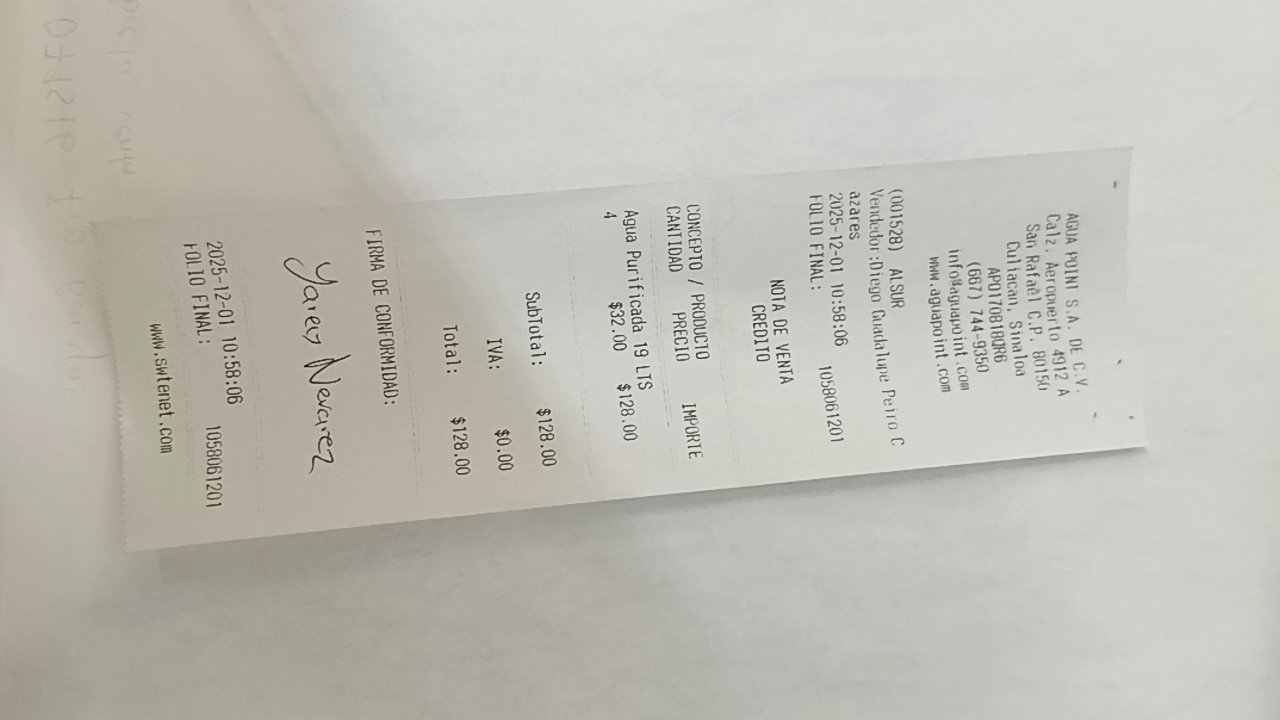 AGUA POINT S.A. DE C.V.
Calz. Aeropuerto 4912 A
San Rafael C.P. 80150
Culiacan, Sinaloa
APO170818QR6
(667) 744-9350
info@aguapoint.com
www.aguapoint.com
(001528) ALSUR
Vendedor:Diego Guadalupe Peiro C
azares
2025-12-01 10:58:06
FOLIO FINAL: 1058061201
NOTA DE VENTA
CREDITO
CONCEPTO / PRODUCTO
CANTIDAD PRECIO IMPORTE
Agua Purificada 19 LTS
4 $32.00 $128.00
SubTotal: $128.00
IVA: $0.00
Total: $128.00
FIRMA DE CONFORMIDAD:
Yarey Nevarez
2025-12-01 10:58:06
FOLIO FINAL: 1058061201
www.swtenet.com